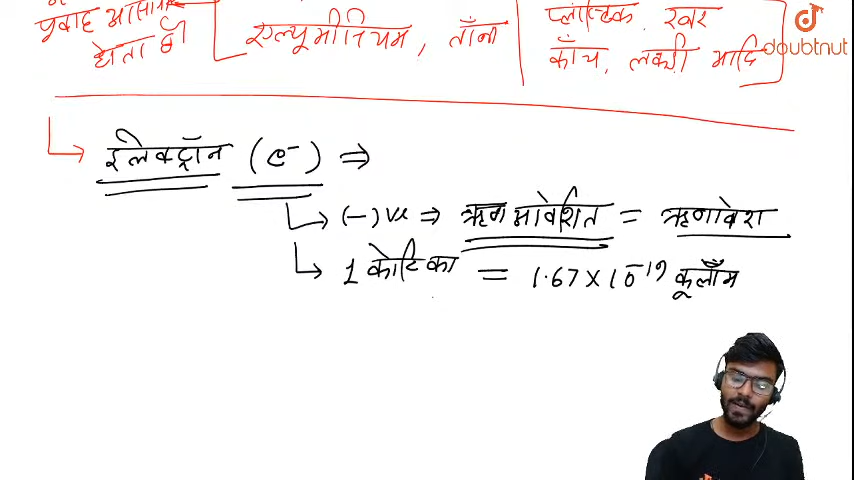 प्रवाह आसानी
होता है
एल्यूमीनियम, ताँबा
प्लास्टिक रबर
काँच, लकड़ी आदि
doubtnut
इलेक्ट्रॉन (e⁻) ⇒
(-) ve ⇒ ऋण आवेशित = ऋणावेश
1 कोटिका = 1.67 × 10⁻¹⁹ कूलाँम